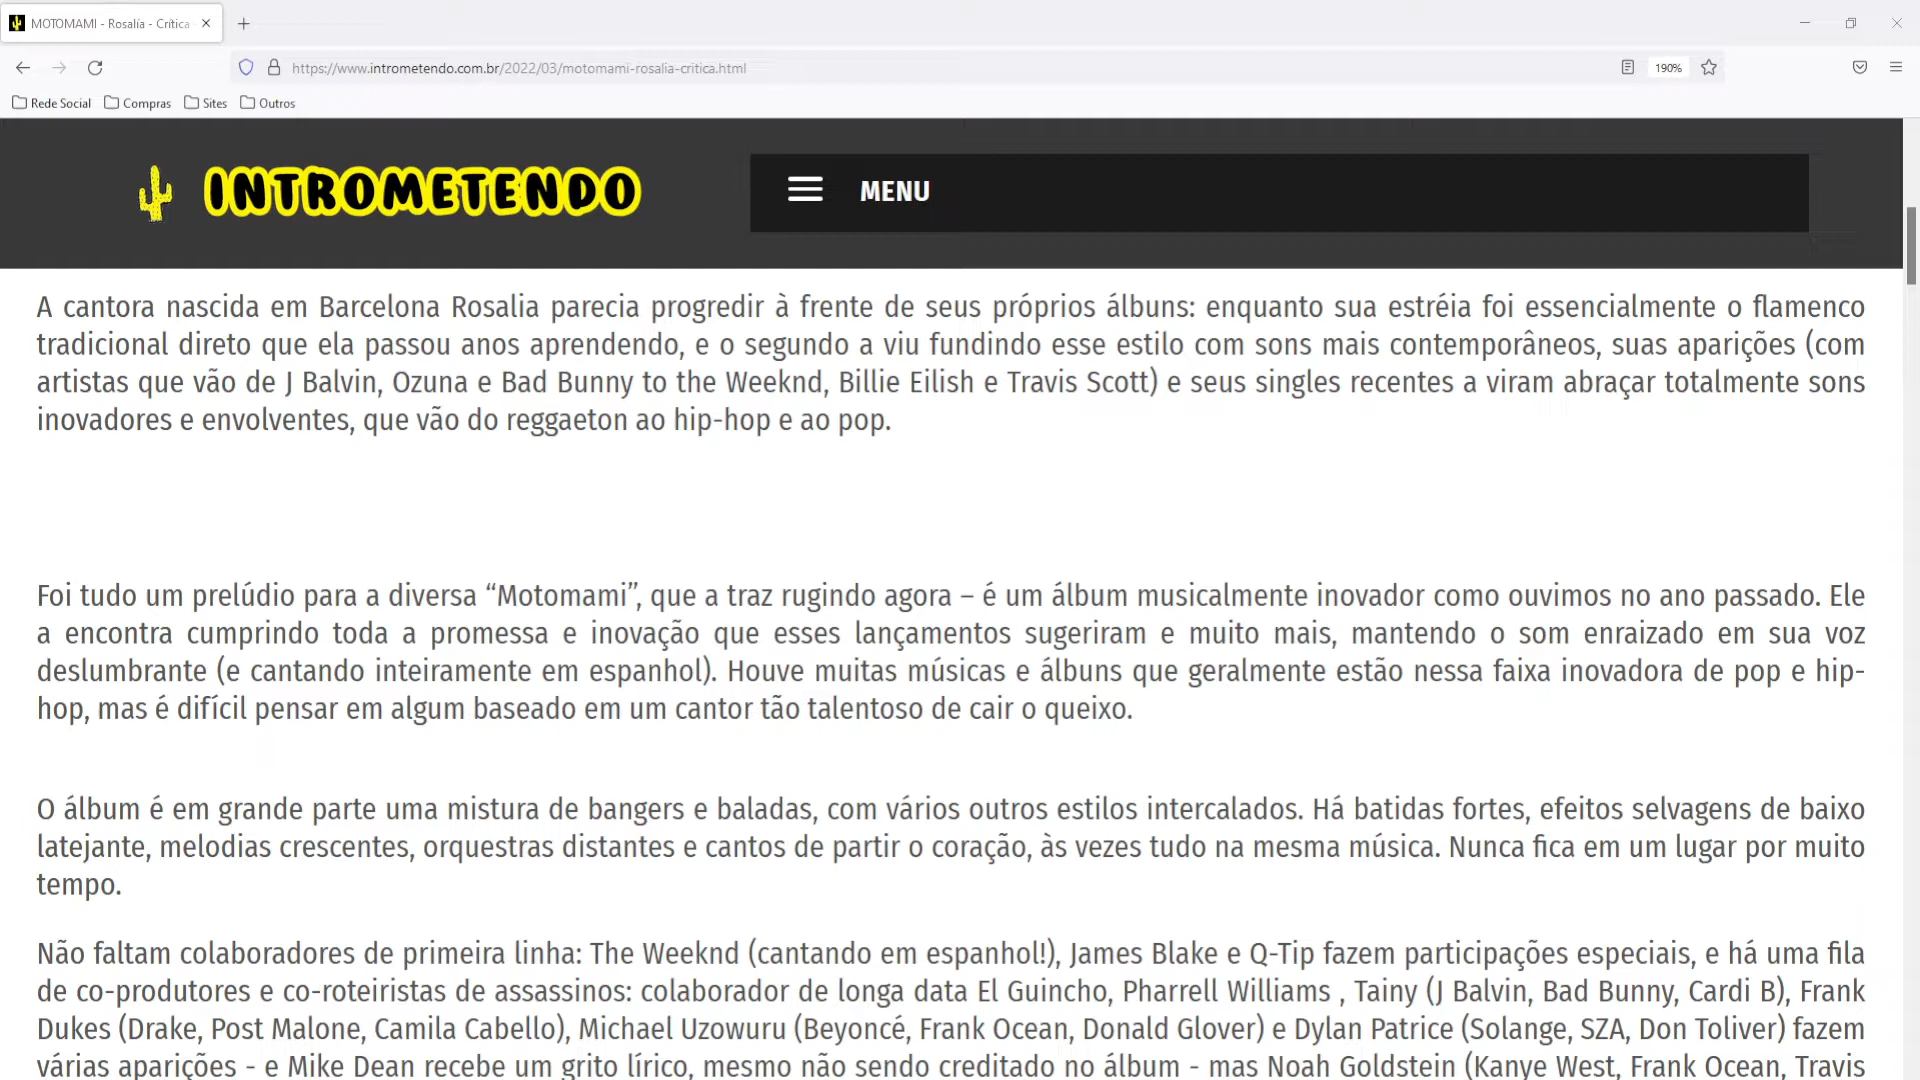 MOTOMAMI - Rosalía - Crítica
https://www.intrometendo.com.br/2022/03/motomami-rosalia-critica.html
190%
Rede Social
Compras
Sites
Outros
INTROMETENDO
MENU
A cantora nascida em Barcelona Rosalia parecia progredir à frente de seus próprios álbuns: enquanto sua estréia foi essencialmente o flamenco
tradicional direto que ela passou anos aprendendo, e o segundo a viu fundindo esse estilo com sons mais contemporâneos, suas aparições (com
artistas que vão de J Balvin, Ozuna e Bad Bunny to the Weeknd, Billie Eilish e Travis Scott) e seus singles recentes a viram abraçar totalmente sons
inovadores e envolventes, que vão do reggaeton ao hip-hop e ao pop.
Foi tudo um prelúdio para a diversa “Motomami”, que a traz rugindo agora – é um álbum musicalmente inovador como ouvimos no ano passado. Ele
a encontra cumprindo toda a promessa e inovação que esses lançamentos sugeriram e muito mais, mantendo o som enraizado em sua voz
deslumbrante (e cantando inteiramente em espanhol). Houve muitas músicas e álbuns que geralmente estão nessa faixa inovadora de pop e hip-
hop, mas é difícil pensar em algum baseado em um cantor tão talentoso de cair o queixo.
O álbum é em grande parte uma mistura de bangers e baladas, com vários outros estilos intercalados. Há batidas fortes, efeitos selvagens de baixo
latejante, melodias crescentes, orquestras distantes e cantos de partir o coração, às vezes tudo na mesma música. Nunca fica em um lugar por muito
tempo.
Não faltam colaboradores de primeira linha: The Weeknd (cantando em espanhol!), James Blake e Q-Tip fazem participações especiais, e há uma fila
de co-produtores e co-roteiristas de assassinos: colaborador de longa data El Guincho, Pharrell Williams , Tainy (J Balvin, Bad Bunny, Cardi B), Frank
Dukes (Drake, Post Malone, Camila Cabello), Michael Uzowuru (Beyoncé, Frank Ocean, Donald Glover) e Dylan Patrice (Solange, SZA, Don Toliver) fazem
várias aparições - e Mike Dean recebe um grito lírico, mesmo não sendo creditado no álbum - mas Noah Goldstein (Kanye West, Frank Ocean, Travis